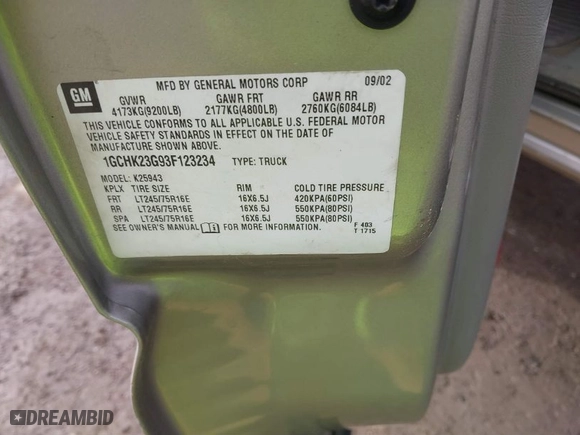 GM
MFD BY GENERAL MOTORS CORP 09/02
GVWR GAWR FRT GAWR RR
4173KG(9200LB) 2177KG(4800LB) 2760KG(6084LB)
THIS VEHICLE CONFORMS TO ALL APPLICABLE U.S. FEDERAL MOTOR
VEHICLE SAFETY STANDARDS IN EFFECT ON THE DATE OF
MANUFACTURE SHOWN ABOVE.
1GCHK23G93F123234 TYPE: TRUCK
MODEL: K25943
KPLX TIRE SIZE RIM COLD TIRE PRESSURE
FRT LT245/75R16E 16X6.5J 420KPA(60PSI)
RR LT245/75R16E 16X6.5J 550KPA(80PSI)
SPA LT245/75R16E 16X6.5J 550KPA(80PSI)
SEE OWNER'S MANUAL FOR MORE INFORMATION.
F 403
T 1715
DREAMBID